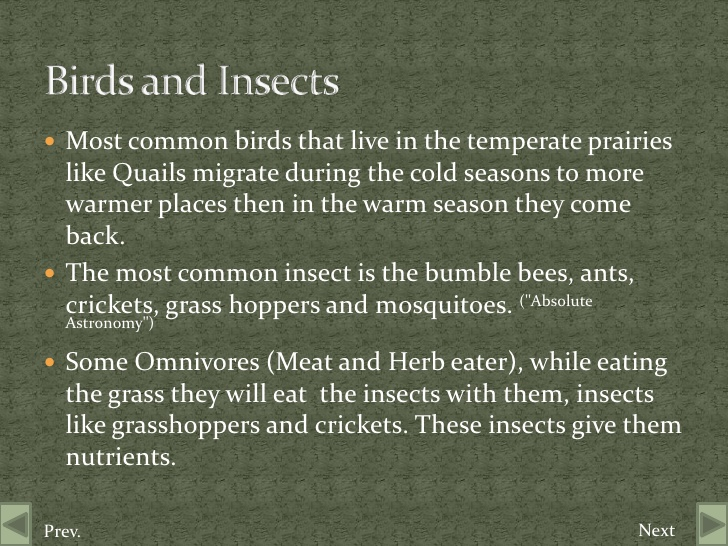 Birds and Insects
• Most common birds that live in the temperate prairies
like Quails migrate during the cold seasons to more
warmer places then in the warm season they come
back.
• The most common insect is the bumble bees, ants,
crickets, grass hoppers and mosquitoes. ("Absolute
Astronomy")
• Some Omnivores (Meat and Herb eater), while eating
the grass they will eat  the insects with them, insects
like grasshoppers and crickets. These insects give them
nutrients.
Prev.
Next